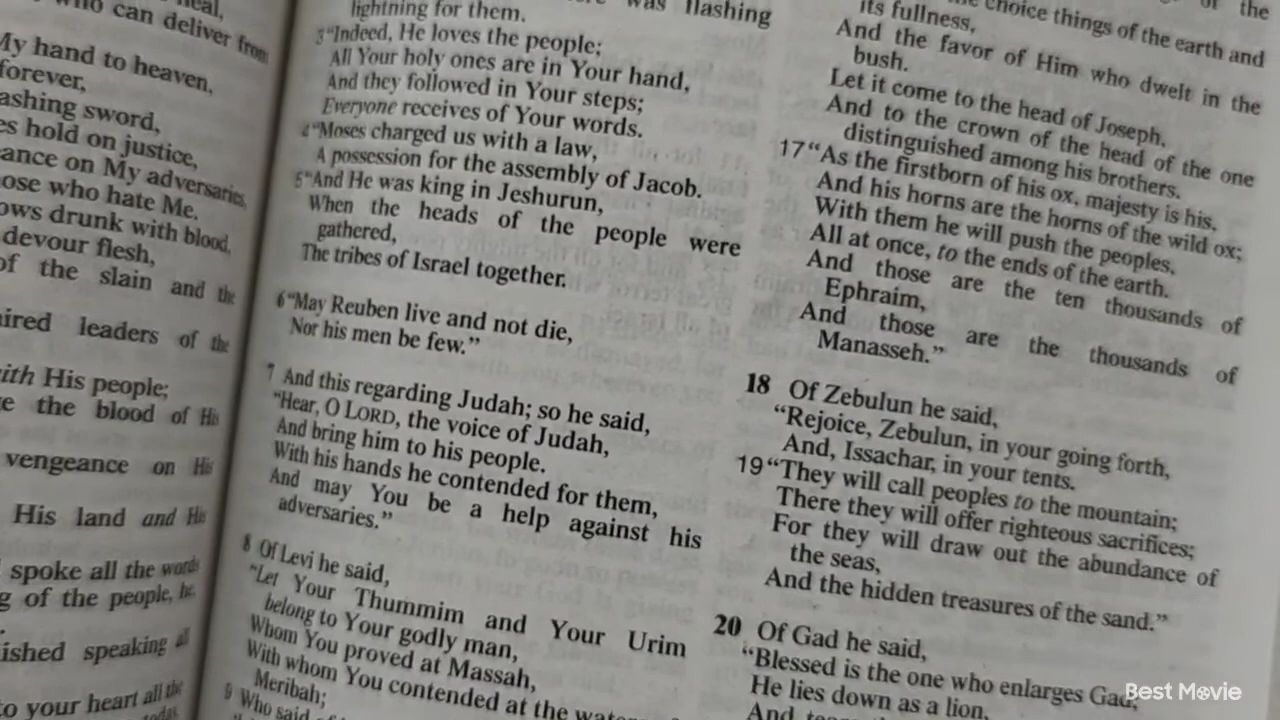 heal,
who can deliver from
My hand to heaven,
forever,
ashing sword,
es hold on justice,
ance on My adversaries,
ose who hate Me.
ows drunk with blood,
devour flesh,
of the slain and the
aired leaders of the
ith His people;
e the blood of His
vengeance on His
His land and His
spoke all the words
g of the people, he
ished speaking all
to your heart all the
today
was flashing
lightning for them.
3 “Indeed, He loves the people;
All Your holy ones are in Your hand,
And they followed in Your steps;
Everyone receives of Your words.
4 “Moses charged us with a law,
A possession for the assembly of Jacob.
5 “And He was king in Jeshurun,
When the heads of the people were
gathered,
The tribes of Israel together.
6 “May Reuben live and not die,
Nor his men be few.”
7 And this regarding Judah; so he said,
“Hear, O LORD, the voice of Judah,
And bring him to his people.
With his hands he contended for them,
And may You be a help against his
adversaries.”
8 Of Levi he said,
“Let Your Thummim and Your Urim
belong to Your godly man,
Whom You proved at Massah,
With whom You contended at the waters
Meribah;
9 Who said of
of the
choice things of the earth and
its fullness,
And the favor of Him who dwelt in the
bush.
Let it come to the head of Joseph,
And to the crown of the head of the one
distinguished among his brothers.
17 “As the firstborn of his ox, majesty is his,
And his horns are the horns of the wild ox;
With them he will push the peoples,
All at once, to the ends of the earth.
And those are the ten thousands of
Ephraim,
And those are the thousands of
Manasseh.”
18 Of Zebulun he said,
“Rejoice, Zebulun, in your going forth,
And, Issachar, in your tents.
19 “They will call peoples to the mountain;
There they will offer righteous sacrifices;
For they will draw out the abundance of
the seas,
And the hidden treasures of the sand.”
20 Of Gad he said,
“Blessed is the one who enlarges Gad;
He lies down as a lion,
And tears the
Best Movie